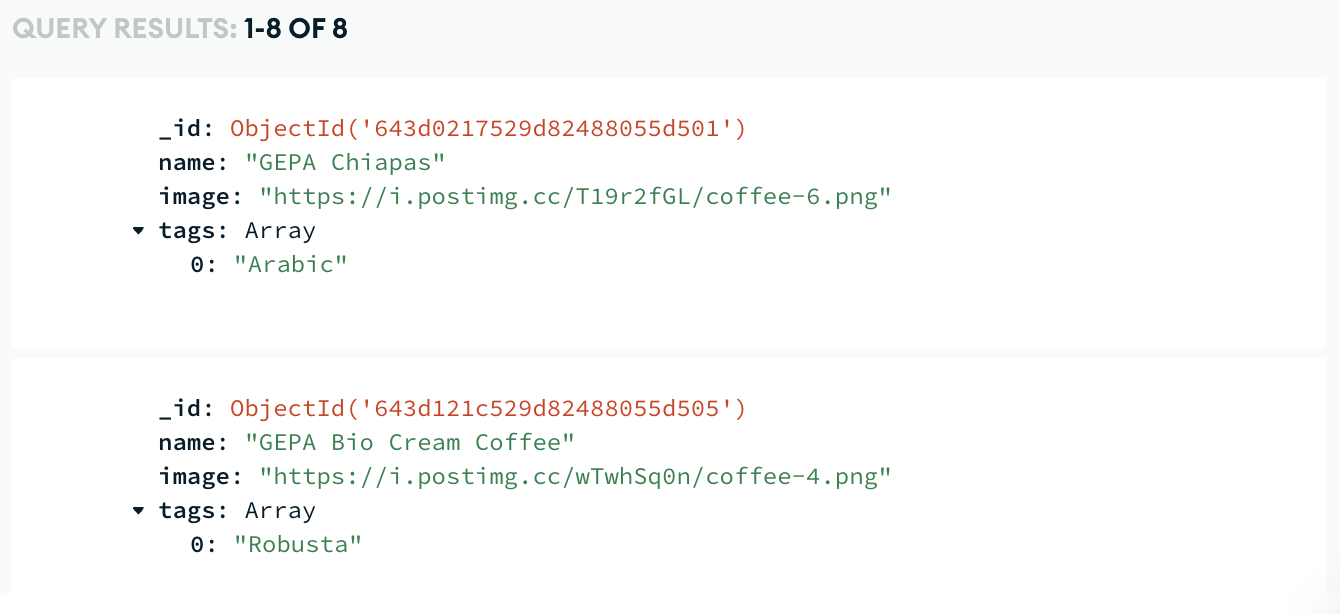 QUERY RESULTS: 1-8 OF 8
_id: ObjectId('643d0217529d82488055d501')
name: "GEPA Chiapas"
image: "https://i.postimg.cc/T19r2fGL/coffee-6.png"
tags: Array
0: "Arabic"
_id: ObjectId('643d121c529d82488055d505')
name: "GEPA Bio Cream Coffee"
image: "https://i.postimg.cc/wTwhSq0n/coffee-4.png"
tags: Array
0: "Robusta"